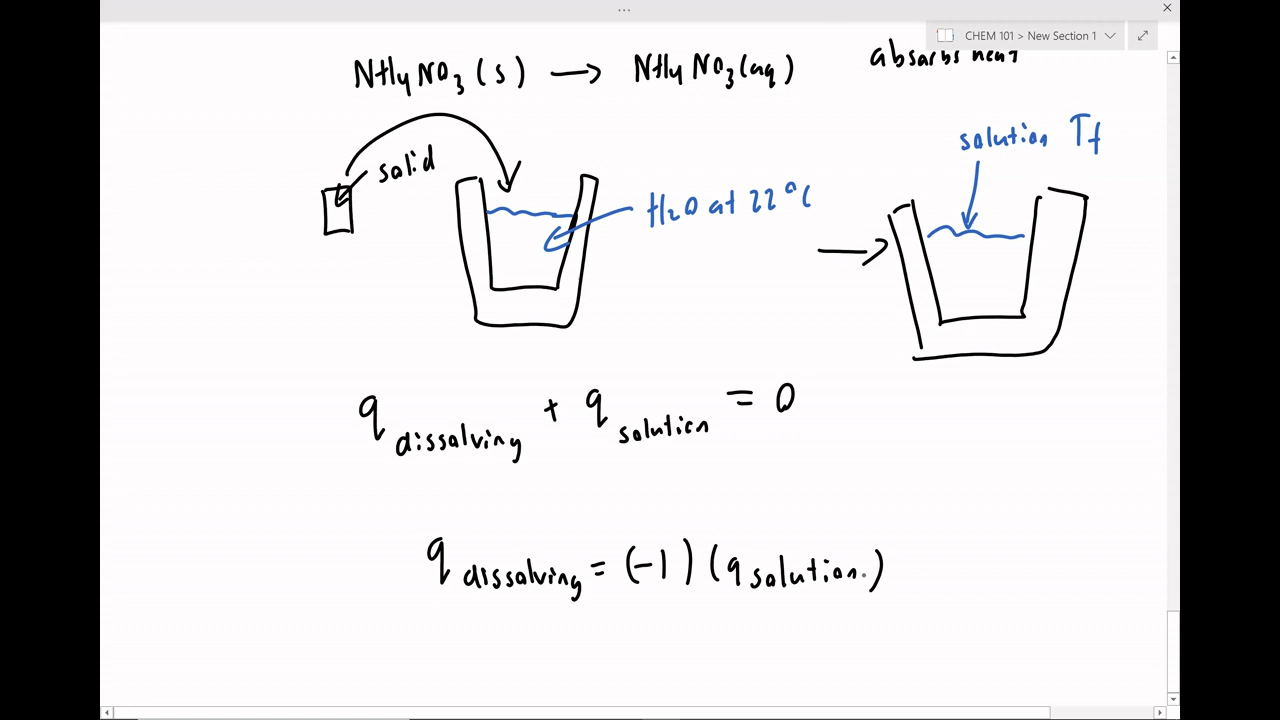 ...
CHEM 101 > New Section 1
NH4NO3(s) → NH4NO3(aq)
absorbs heat
solid
H2O at 22°C
solution Tf
q dissolving + q solution = 0
q dissolving = (-1)(q solution.)